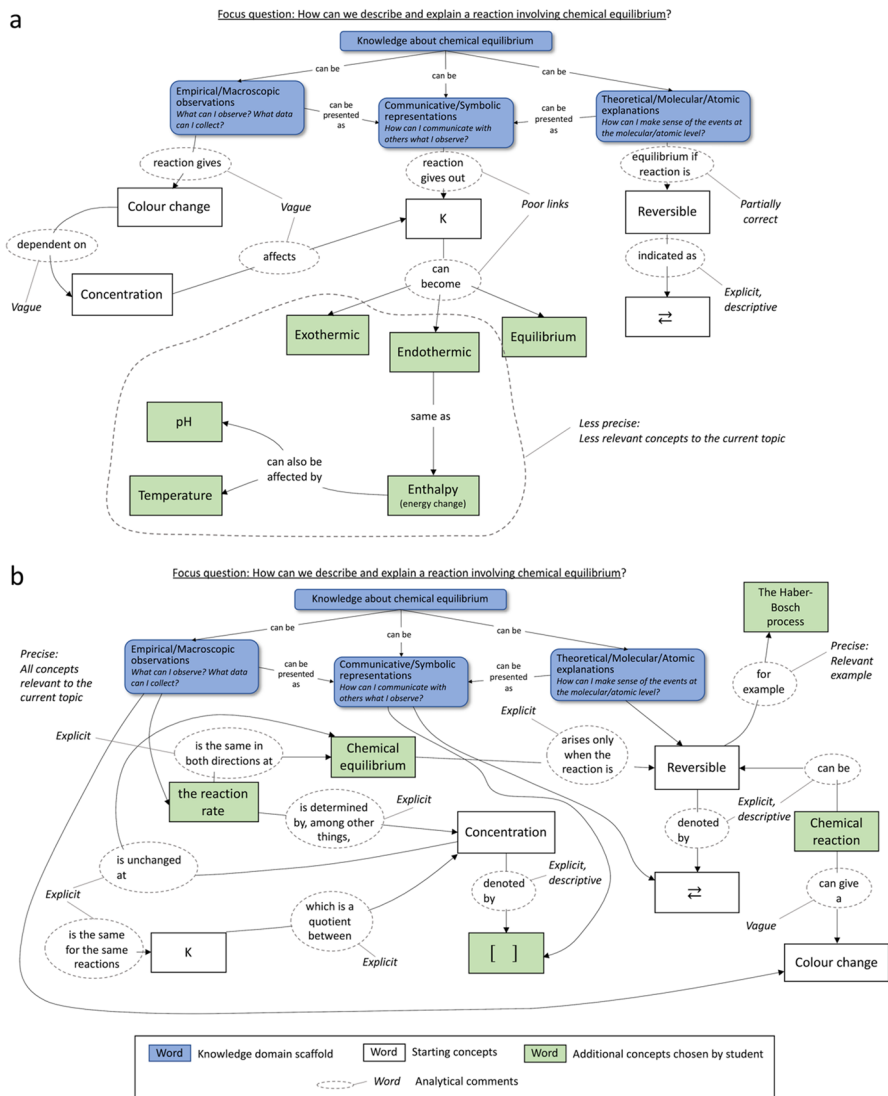 a
Focus question: How can we describe and explain a reaction involving chemical equilibrium?
Knowledge about chemical equilibrium
can be
can be
can be
Empirical/Macroscopic
observations
What can I observe? What data
can I collect?
can be
presented
as
Communicative/Symbolic
representations
How can I communicate with
others what I observe?
can be
presented
as
Theoretical/Molecular/Atomic
explanations
How can I make sense of the events at
the molecular/atomic level?
reaction gives
reaction
gives out
equilibrium if
reaction is
Colour change
Vague
K
Poor links
Reversible
Partially
correct
dependent on
affects
indicated as
Vague
Concentration
can
become
Explicit,
descriptive
⇄
Exothermic
Endothermic
Equilibrium
same as
pH
Less precise:
Less relevant concepts to the current topic
can also be
affected by
Temperature
Enthalpy
(energy change)
b
Focus question: How can we describe and explain a reaction involving chemical equilibrium?
Knowledge about chemical equilibrium
The Haber-
Bosch
process
can be
can be
can be
Precise:
All concepts
relevant to the
current topic
Empirical/Macroscopic
observations
What can I observe? What data
can I collect?
can be
presented
as
Communicative/Symbolic
representations
How can I communicate with
others what I observe?
can be
presented
as
Theoretical/Molecular/Atomic
explanations
How can I make sense of the events
at the molecular/atomic level?
for
example
Precise:
Relevant
example
Explicit
Explicit
is the same in
both directions at
Chemical
equilibrium
arises only
when the
reaction is
Reversible
can be
the reaction
rate
is determined
by, among other
things,
Explicit
Concentration
denoted
by
Explicit,
descriptive
Chemical
reaction
is unchanged
at
Explicit
denoted
by
Explicit,
descriptive
⇄
can give
a
Vague
which is a
quotient
between
Explicit
is the same
for the same
reactions
K
[ ]
Colour change
Word Knowledge domain scaffold
Word Starting concepts
Word Additional concepts chosen by student
Word Analytical comments